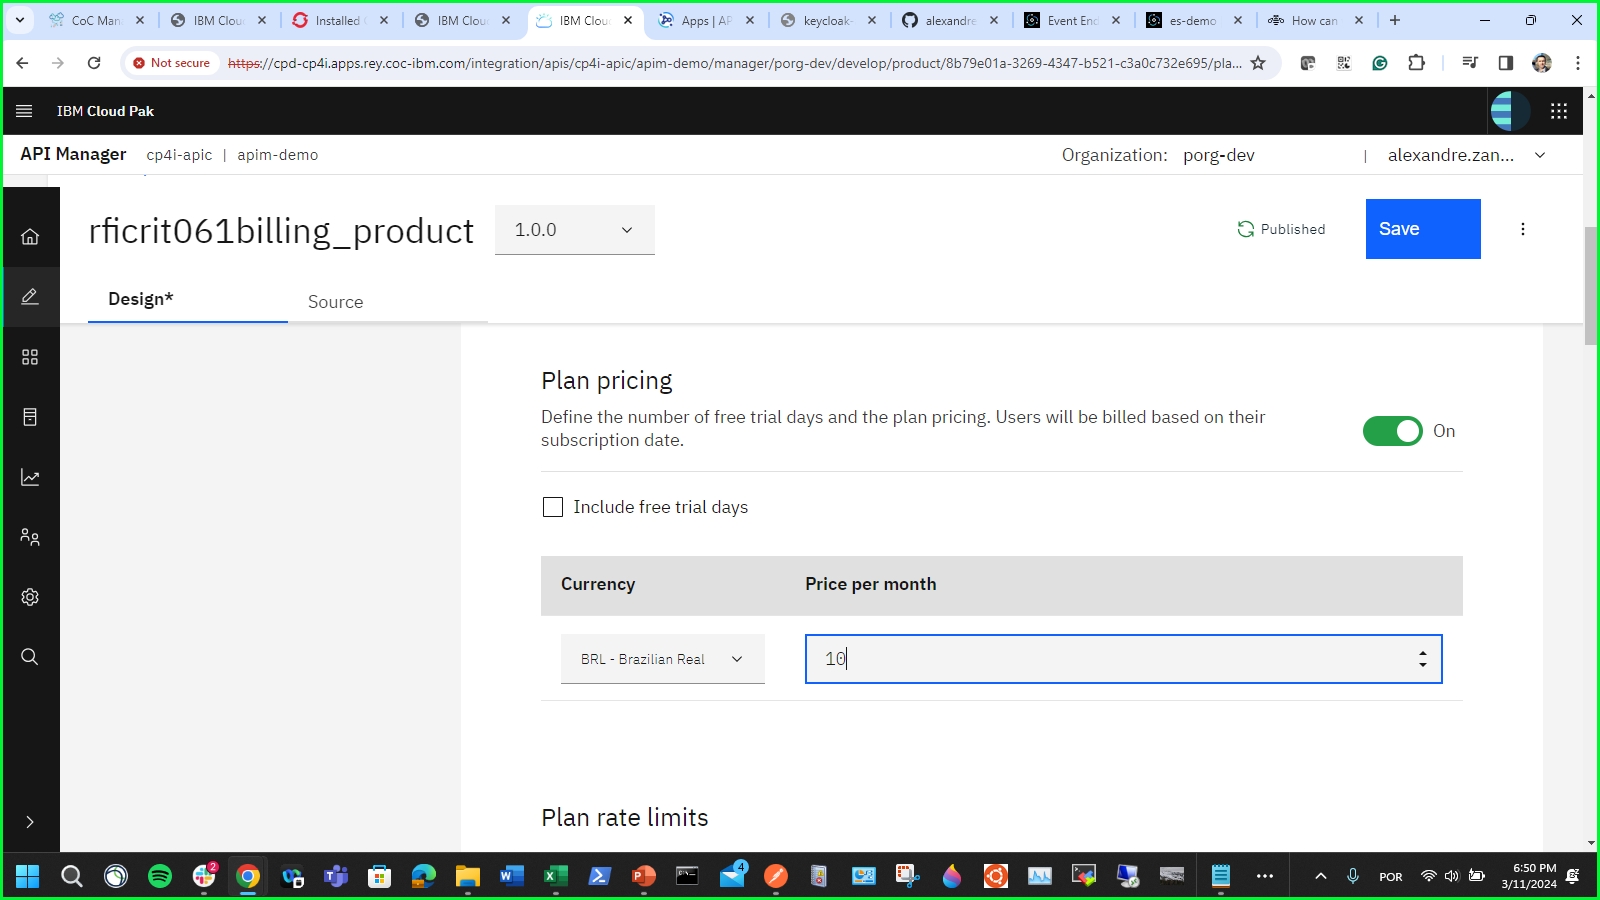 CoC Man
IBM Clou
Installed
IBM Clou
IBM Clou
Apps | AP
keycloak-
alexandre
Event End
es-demo
How can
Not secure
https://cpd-cp4i.apps.rey.coc-ibm.com/integration/apis/cp4i-apic/apim-demo/manager/porg-dev/develop/product/8b79e01a-3269-4347-b521-c3a0c732e695/pla...
IBM Cloud Pak
API Manager cp4i-apic | apim-demo
Organization: porg-dev | alexandre.zan...
rficrit061billing_product
1.0.0
Published
Save
Design*
Source
Plan pricing
Define the number of free trial days and the plan pricing. Users will be billed based on their
subscription date.
On
Include free trial days
Currency
Price per month
BRL - Brazilian Real
10
Plan rate limits
2
4
POR
6:50 PM
3/11/2024